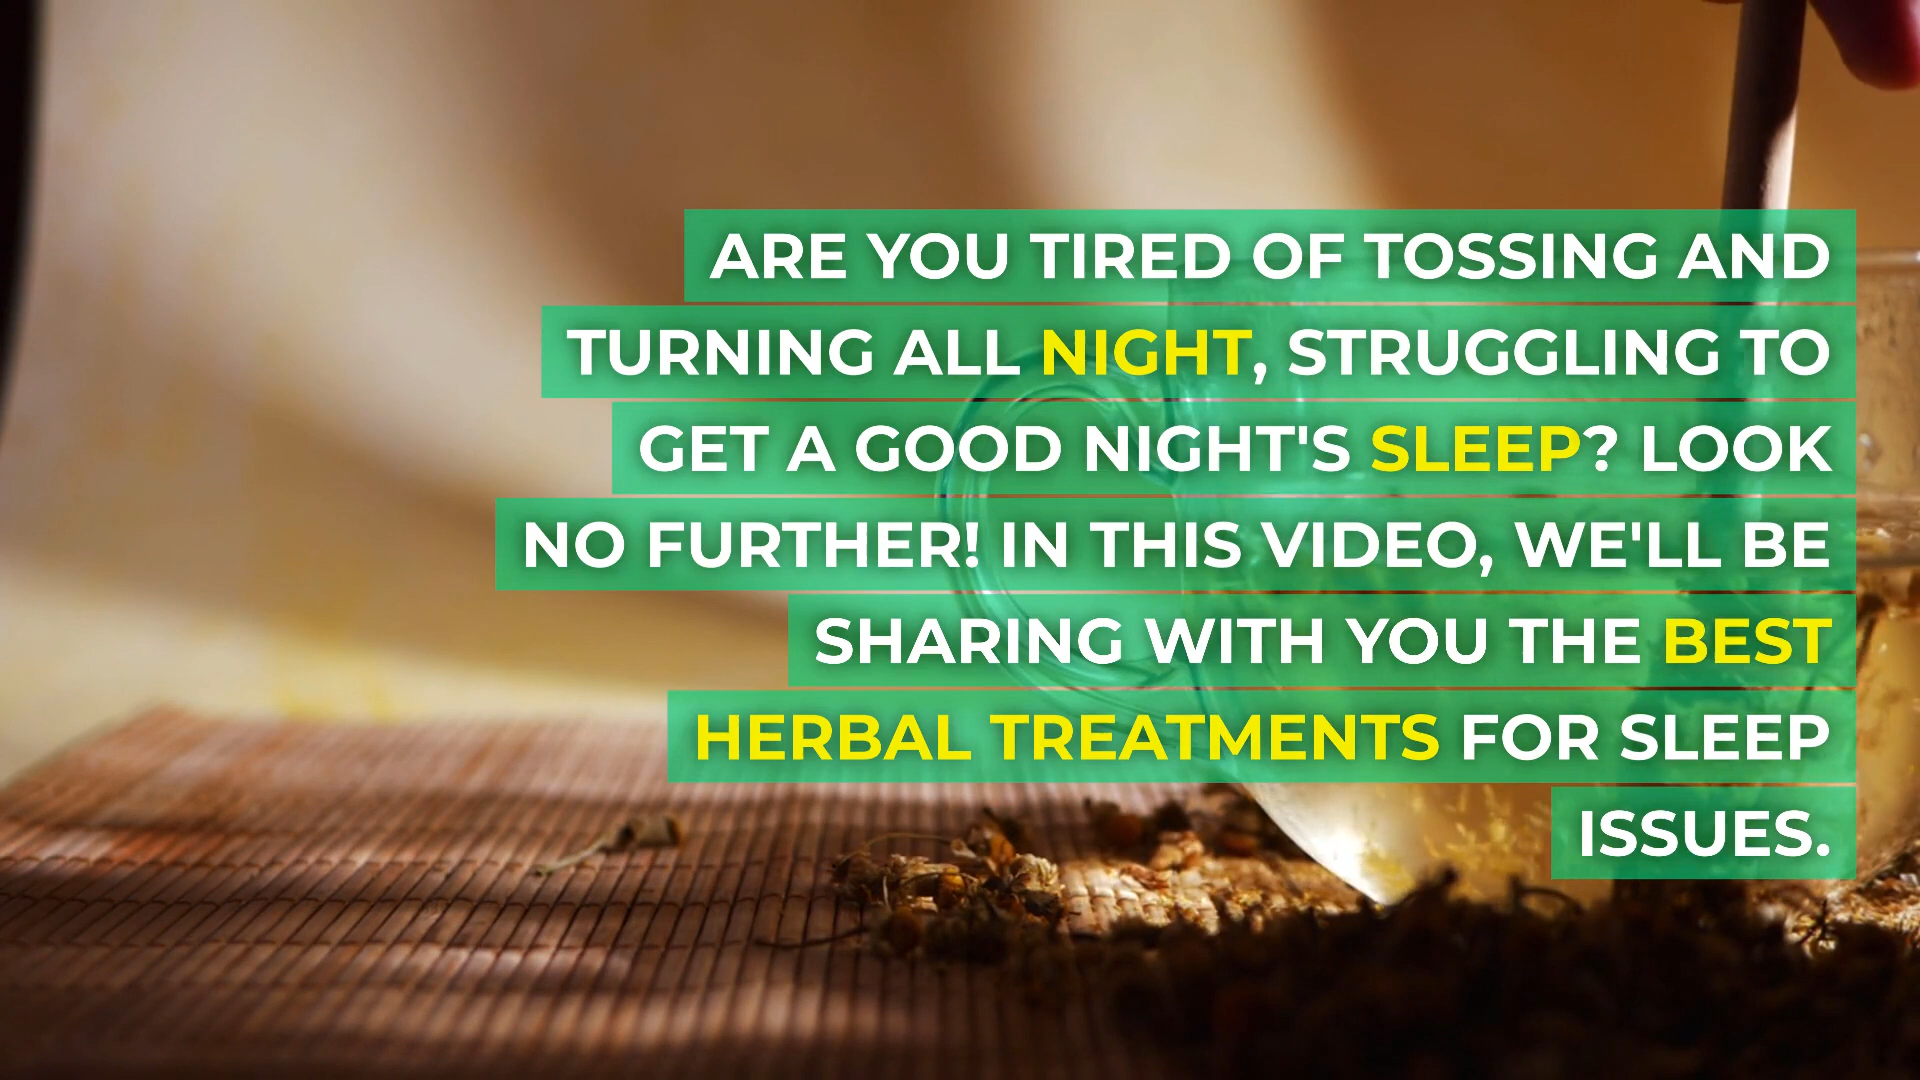 ARE YOU TIRED OF TOSSING AND
TURNING ALL NIGHT, STRUGGLING TO
GET A GOOD NIGHT'S SLEEP? LOOK
NO FURTHER! IN THIS VIDEO, WE'LL BE
SHARING WITH YOU THE BEST
HERBAL TREATMENTS FOR SLEEP
ISSUES.